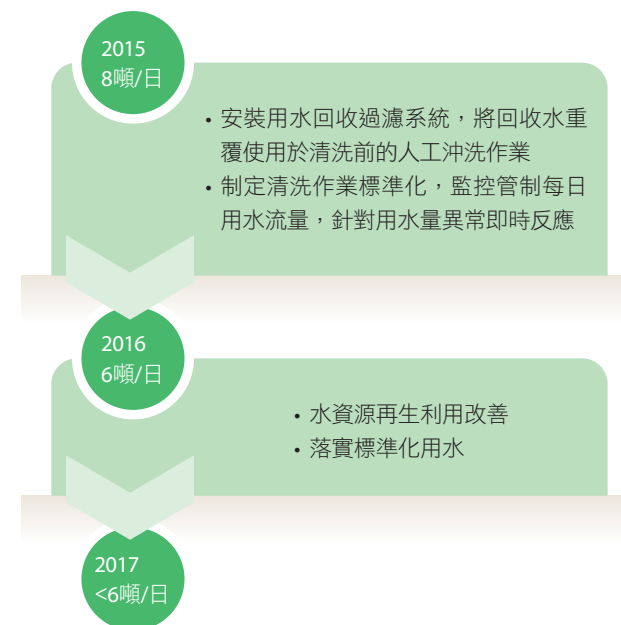 2015
8噸/日
• 安裝用水回收過濾系統，將回收水重
覆使用於清洗前的人工沖洗作業
• 制定清洗作業標準化，監控管制每日
用水流量，針對用水量異常即時反應
2016
6噸/日
• 水資源再生利用改善
• 落實標準化用水
2017
<6噸/日